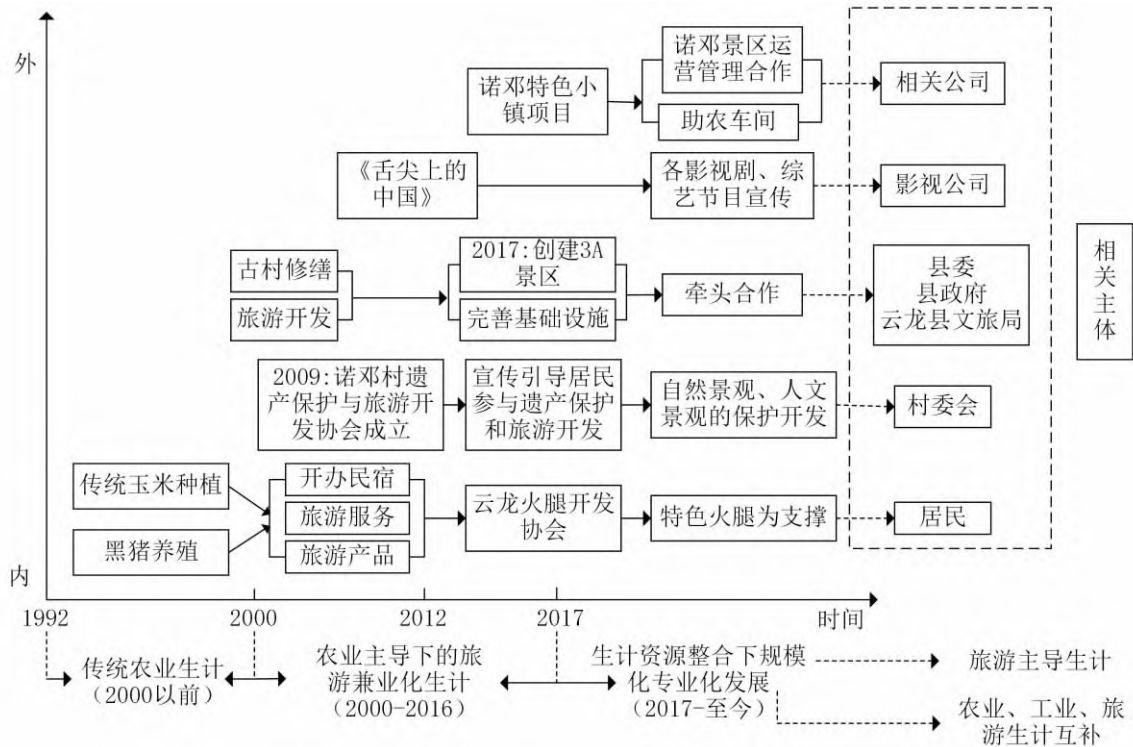 外
诺邓特色小
镇项目
诺邓景区运
营管理合作
助农车间
相关公司
《舌尖上的
中国》
各影视剧、综
艺节目宣传
影视公司
古村修缮
旅游开发
2017:创建3A
景区
完善基础设施
牵头合作
县委
县政府
云龙县文旅局
相
关
主
体
2009:诺邓村遗
产保护与旅游开
发协会成立
宣传引导居民
参与遗产保护
和旅游开发
自然景观、人文
景观的保护开发
村委会
传统玉米种植
黑猪养殖
开办民宿
旅游服务
旅游产品
云龙火腿开发
协会
特色火腿为支撑
居民
内
1992
2000
2012
2017
时间
传统农业生计
(2000以前)
农业主导下的旅
游兼业化生计
(2000-2016)
生计资源整合下规模
化专业化发展
(2017-至今)
旅游主导生计
农业、工业、旅
游生计互补